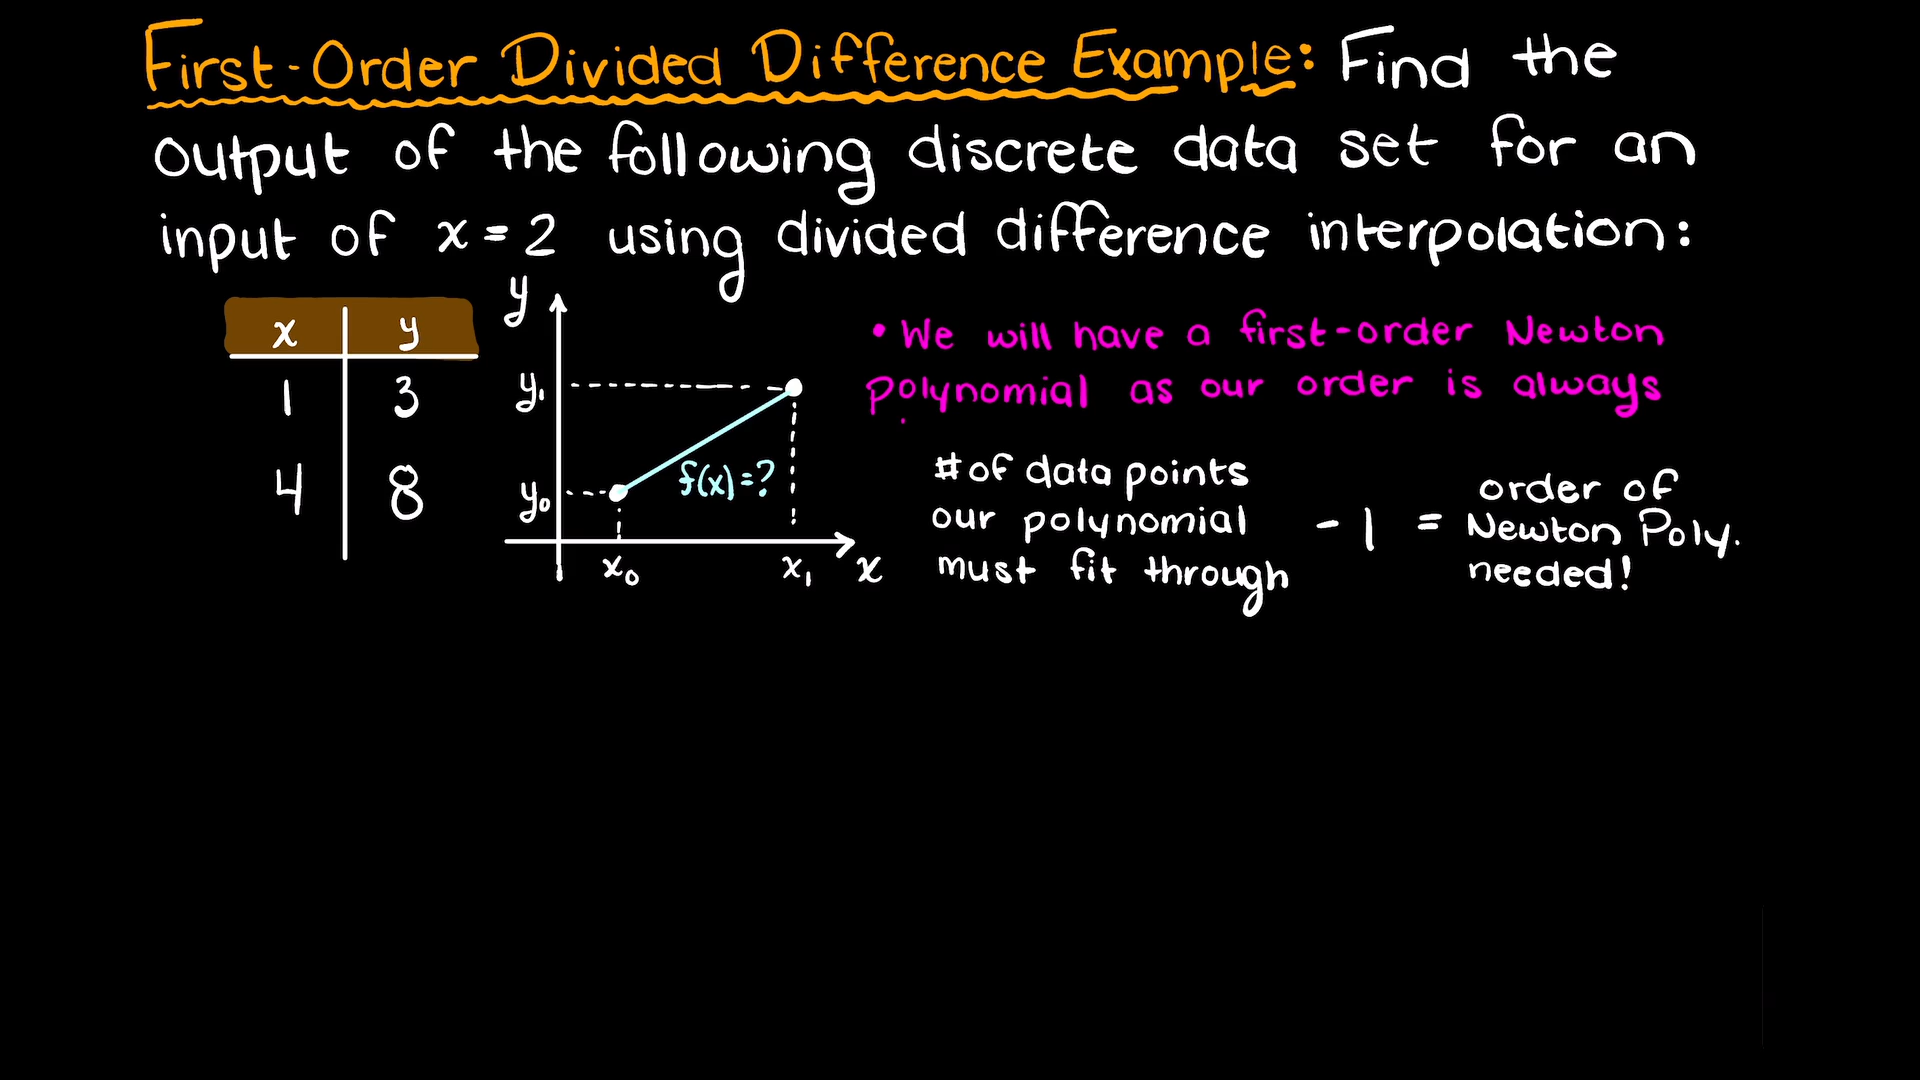 First-Order Divided Difference Example: Find the
output of the following discrete data set for an
input of x = 2 using divided difference interpolation:
x y
1 3
4 8
y
y₁
y₀
f(x)=?
x₀ x₁ x
• We will have a first-order Newton
polynomial as our order is always
# of data points
our polynomial
must fit through
- 1 =
order of
Newton Poly.
needed!